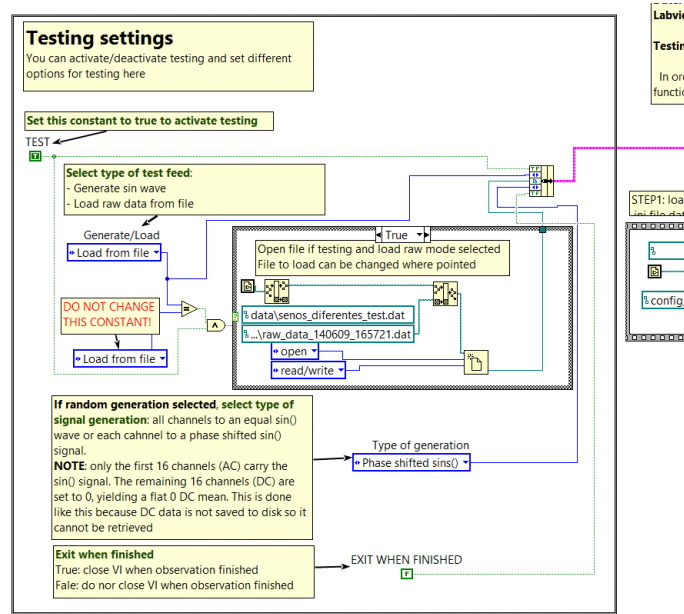 Testing settings
You can activate/deactivate testing and set different
options for testing here
Set this constant to true to activate testing
TEST
T
Select type of test feed:
- Generate sin wave
- Load raw data from file
Generate/Load
Load from file
DO NOT CHANGE
THIS CONSTANT!
Load from file
True
Open file if testing and load raw mode selected
File to load can be changed where pointed
data\senos_diferentes_test.dat
...\raw_data_140609_165721.dat
open
read/write
If random generation selected, select type of
signal generation: all channels to an equal sin()
wave or each cahnnel to a phase shifted sin()
signal.
NOTE: only the first 16 channels (AC) carry the
sin() signal. The remaining 16 channels (DC) are
set to 0, yielding a flat 0 DC mean. This is done
like this because DC data is not saved to disk so it
cannot be retrieved
Type of generation
Phase shifted sins()
Exit when finished
True: close VI when observation finished
Fale: do nor close VI when observation finished
EXIT WHEN FINISHED
F
TF
TF
Labvie
Testin
In or
functio
STEP1: loa
ini file dat
config_